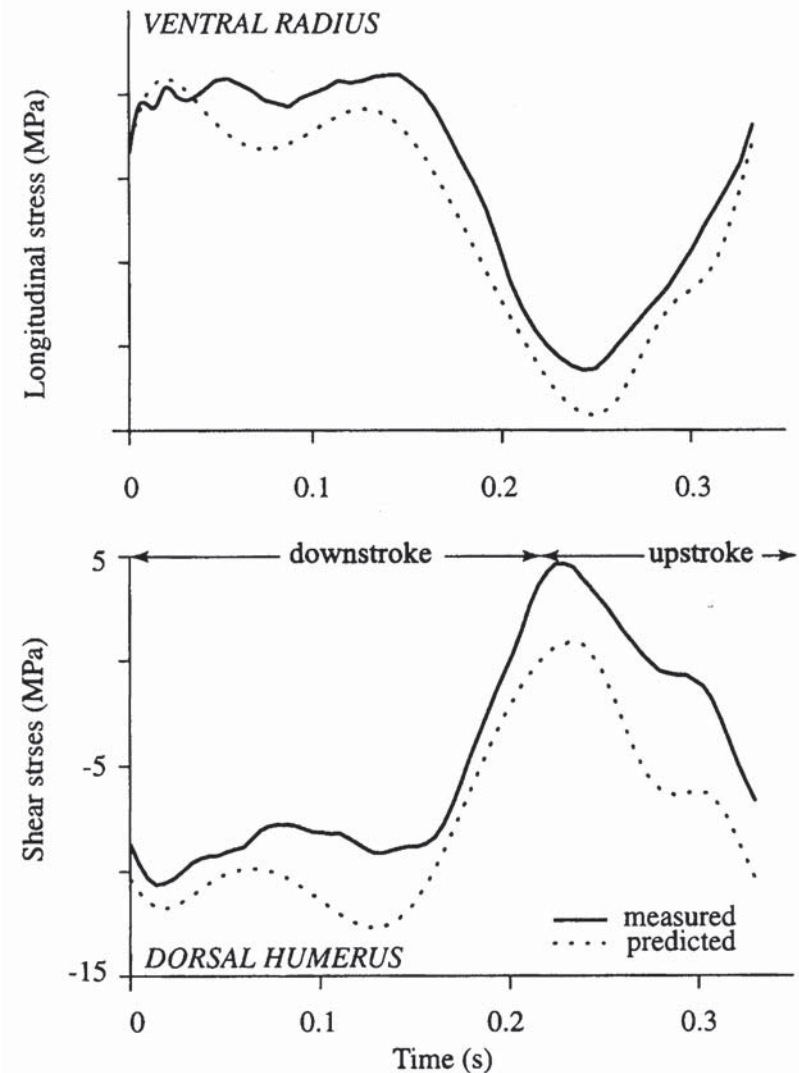 VENTRAL RADIUS
Longitudinal stress (MPa)
0 0.1 0.2 0.3
downstroke upstroke
5
-5
-15
Shear strses (MPa)
measured
predicted
DORSAL HUMERUS
0 0.1 0.2 0.3
Time (s)